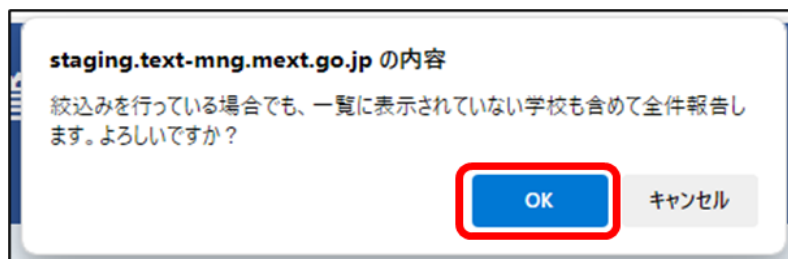 staging.text-mng.mext.go.jp の内容
絞込みを行っている場合でも、一覧に表示されていない学校も含めて全件報告し
ます。よろしいですか？
OK キャンセル